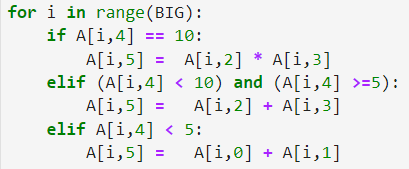 for i in range(BIG):
    if A[i,4] == 10:
        A[i,5] =  A[i,2] * A[i,3]
    elif (A[i,4] < 10) and (A[i,4] >=5):
        A[i,5] =   A[i,2] + A[i,3]
    elif A[i,4] < 5:
        A[i,5] =   A[i,0] + A[i,1]